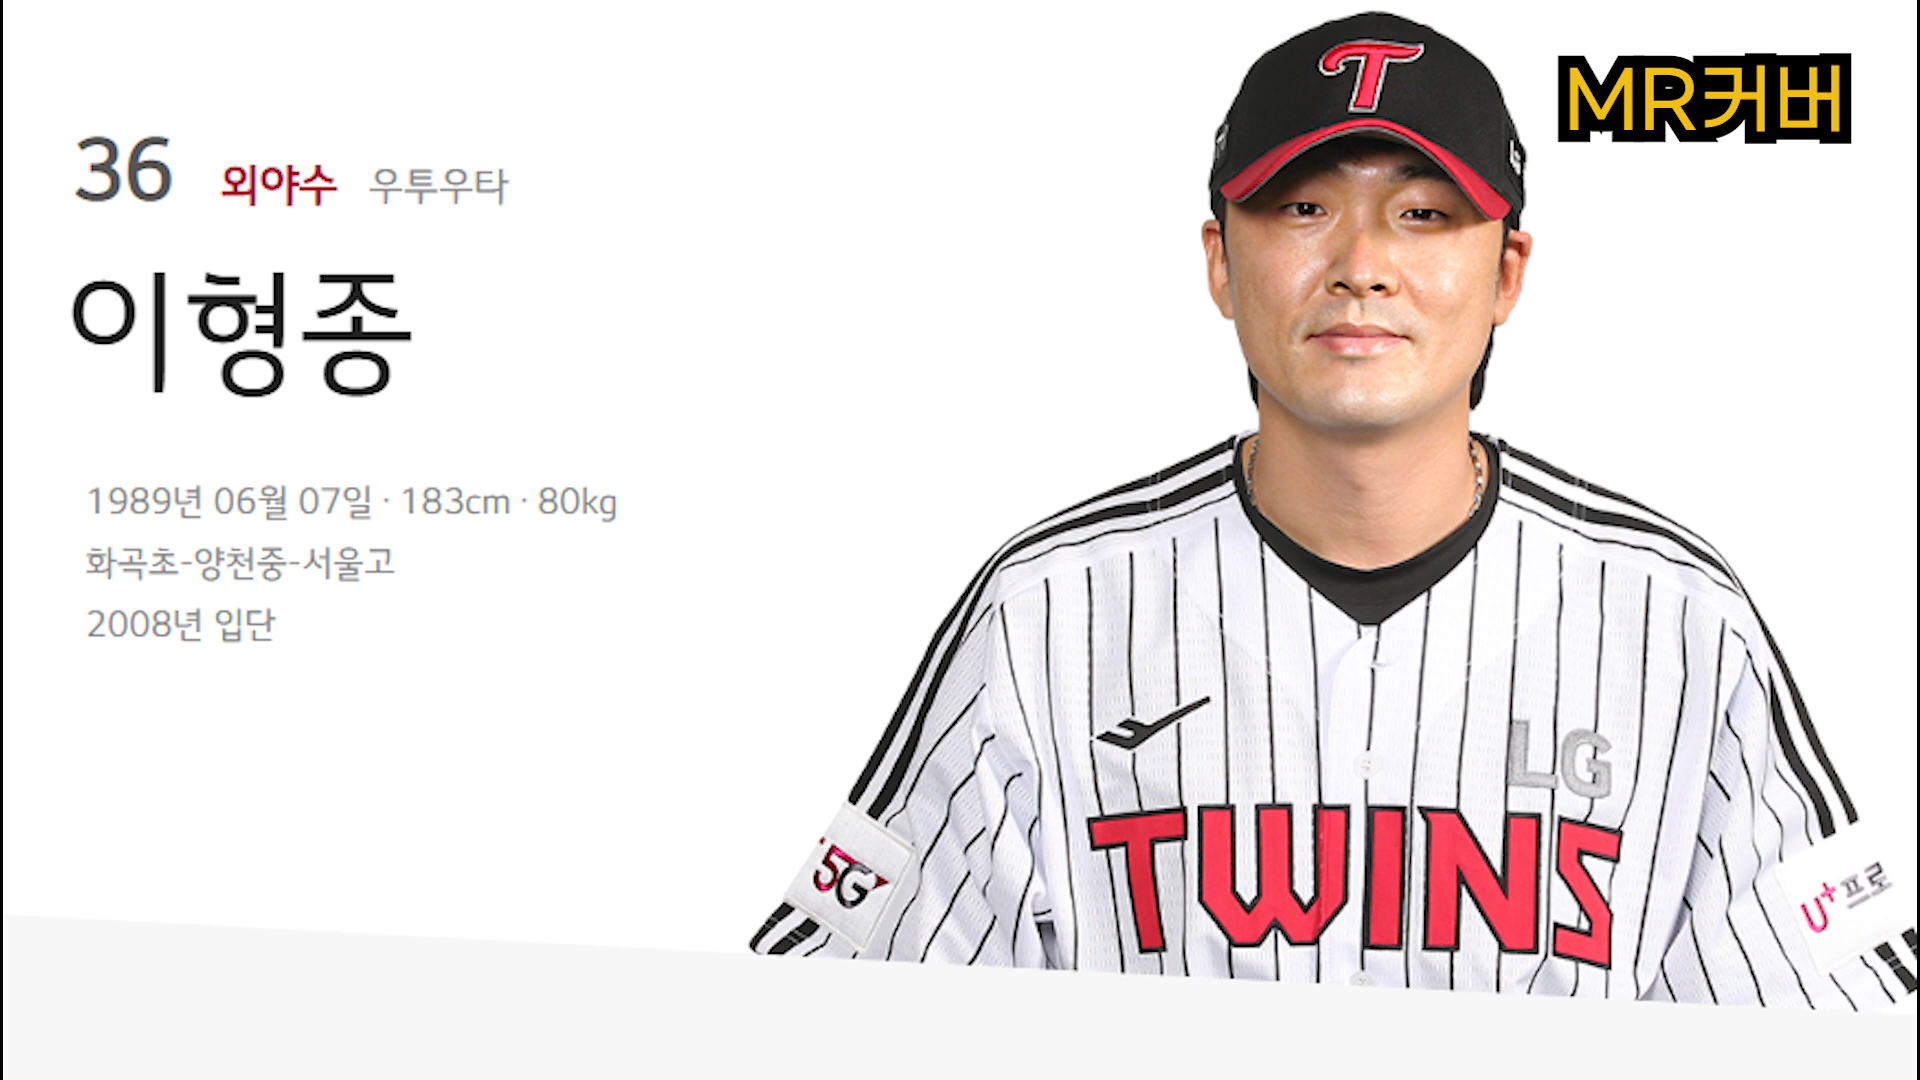 MR커버
36 외야수 우투우타
이형종
1989년 06월 07일 · 183cm · 80kg
화곡초-양천중-서울고
2008년 입단
T
LG
TWINS
5G
U+프로